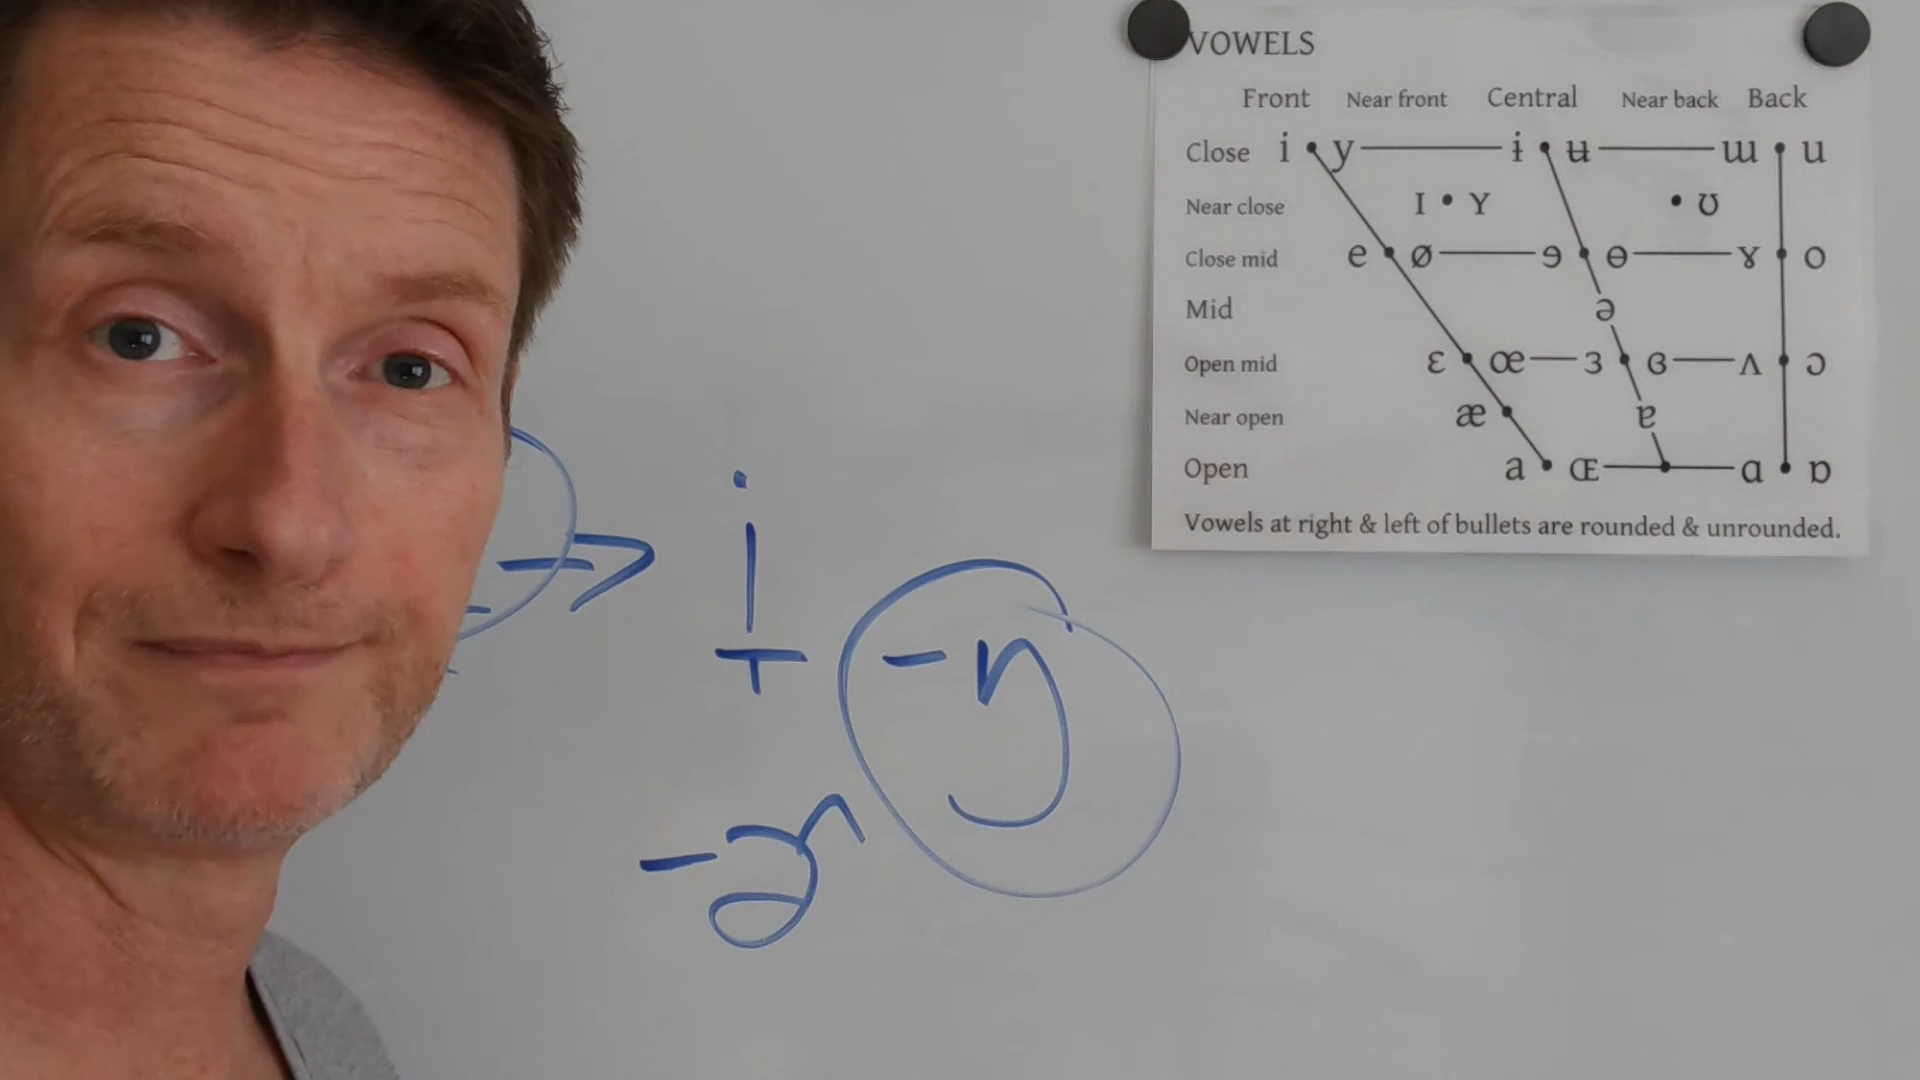 VOWELS
Front Near front Central Near back Back
Close i y ɨ ʉ ɯ u
Near close ɪ ʏ ʊ
Close mid e ø ɘ ɵ ɤ o
Mid ə
Open mid ɛ œ ɜ ɞ ʌ ɔ
Near open æ ɐ
Open a ɶ ɑ ɒ
Vowels at right & left of bullets are rounded & unrounded.
→ i̞
-ŋ